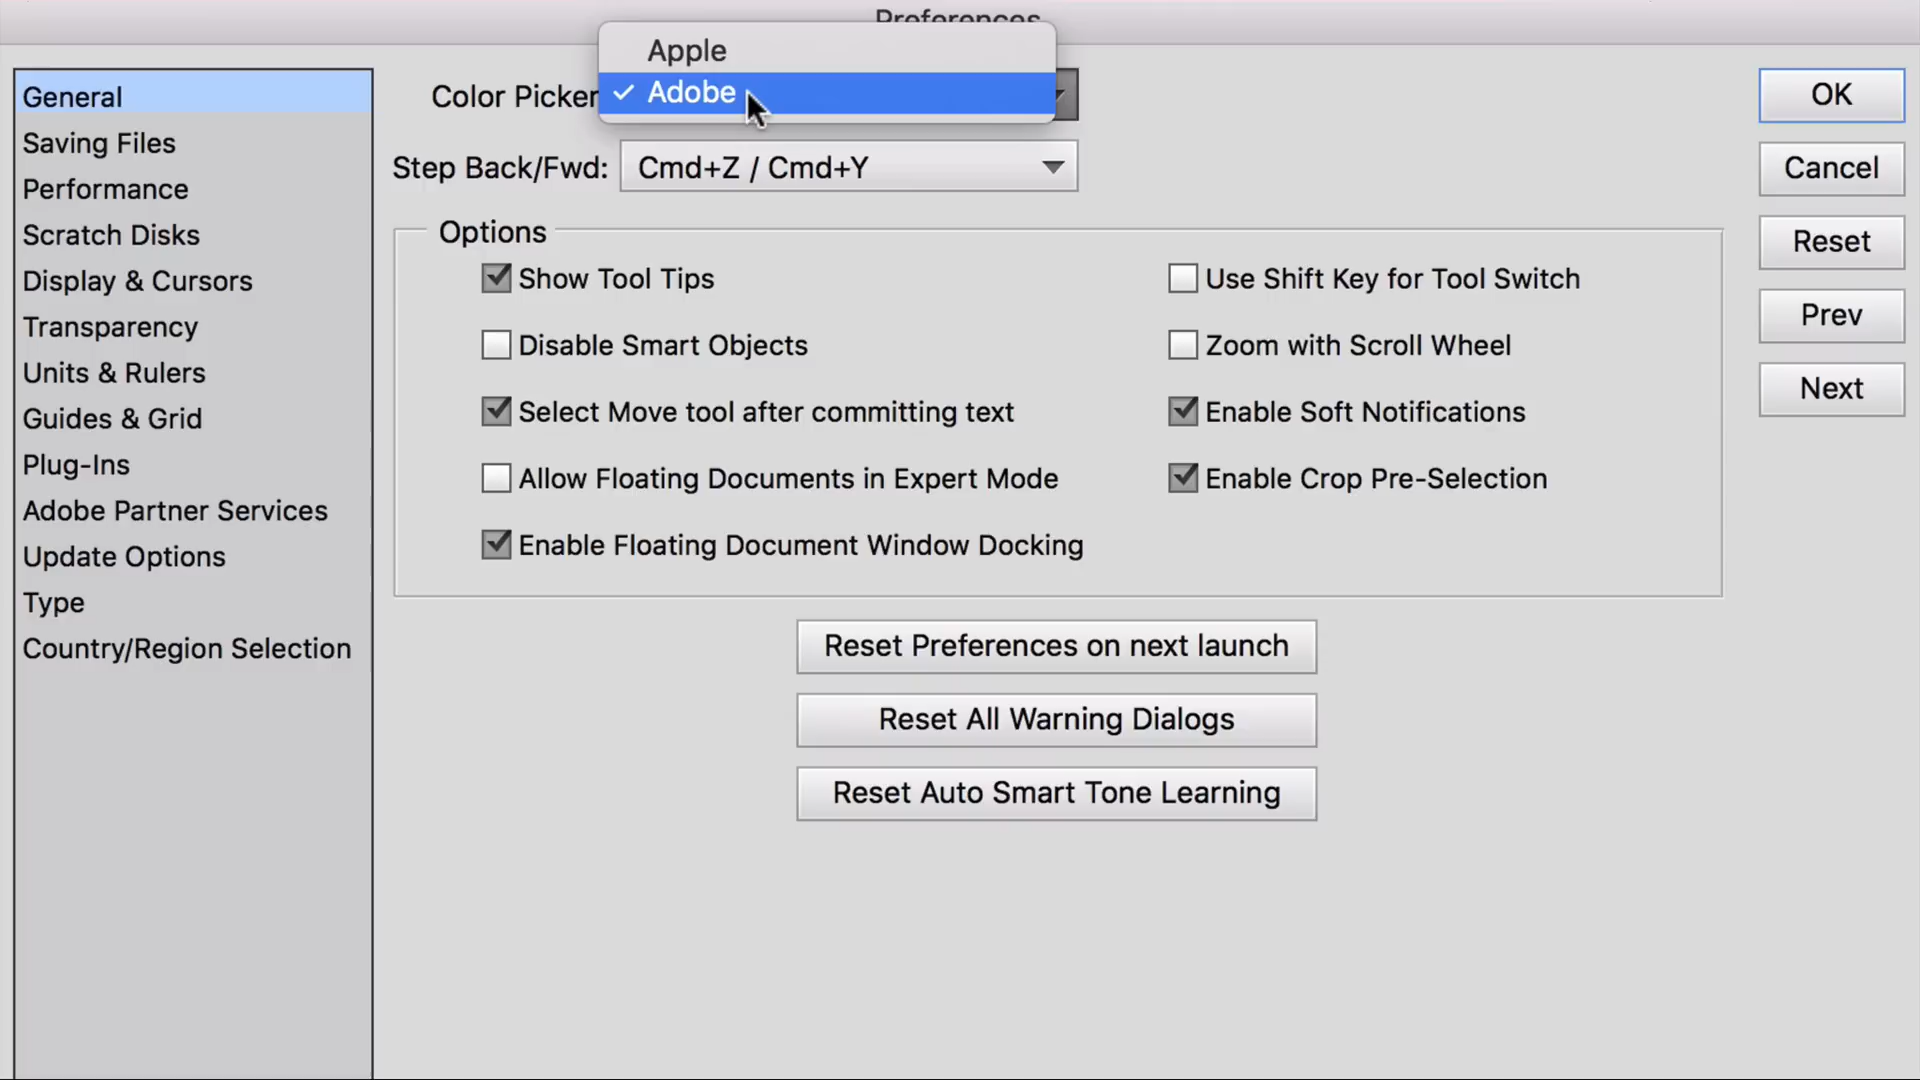 Preferences
Apple
Color Picker
✓ Adobe
Step Back/Fwd: Cmd+Z / Cmd+Y
General
Saving Files
Performance
Scratch Disks
Display & Cursors
Transparency
Units & Rulers
Guides & Grid
Plug-Ins
Adobe Partner Services
Update Options
Type
Country/Region Selection
Options
Show Tool Tips
Disable Smart Objects
Select Move tool after committing text
Allow Floating Documents in Expert Mode
Enable Floating Document Window Docking
Use Shift Key for Tool Switch
Zoom with Scroll Wheel
Enable Soft Notifications
Enable Crop Pre-Selection
Reset Preferences on next launch
Reset All Warning Dialogs
Reset Auto Smart Tone Learning
OK
Cancel
Reset
Prev
Next